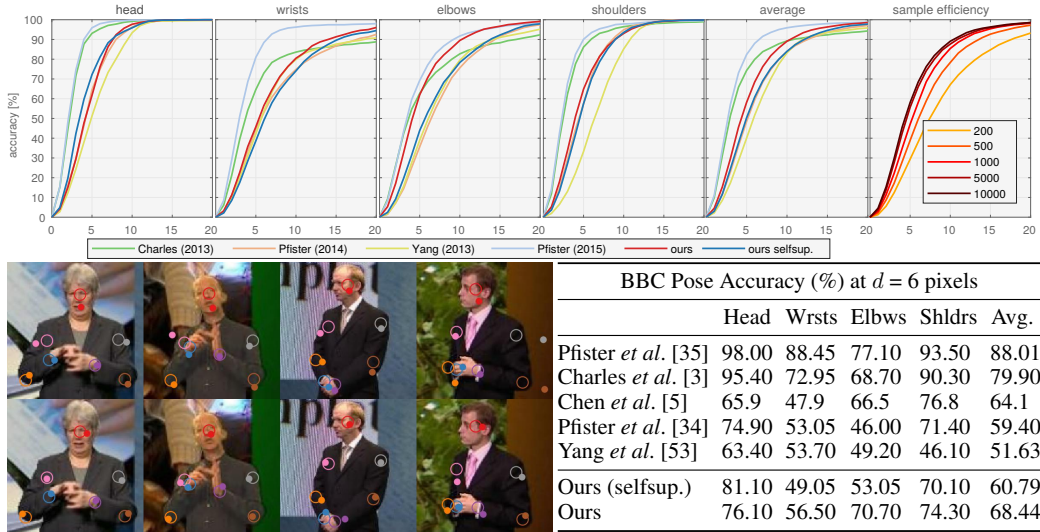 head wrists elbows shoulders average sample efficiency
accuracy [%]
100
90
80
70
60
50
40
30
20
10
0
0 5 10 15 20 5 10 15 20 5 10 15 20 5 10 15 20 5 10 15 20 5 10 15 20
200
500
1000
5000
10000
Charles (2013) Pfister (2014) Yang (2013) Pfister (2015) ours ours selfsup.
BBC Pose Accuracy (%) at d = 6 pixels
Head Wrsts Elbws Shldrs Avg.
Pfister et al. [35] 98.00 88.45 77.10 93.50 88.01
Charles et al. [3] 95.40 72.95 68.70 90.30 79.90
Chen et al. [5] 65.9 47.9 66.5 76.8 64.1
Pfister et al. [34] 74.90 53.05 46.00 71.40 59.40
Yang et al. [53] 63.40 53.70 49.20 46.10 51.63
Ours (selfsup.) 81.10 49.05 53.05 70.10 60.79
Ours 76.10 56.50 70.70 74.30 68.44